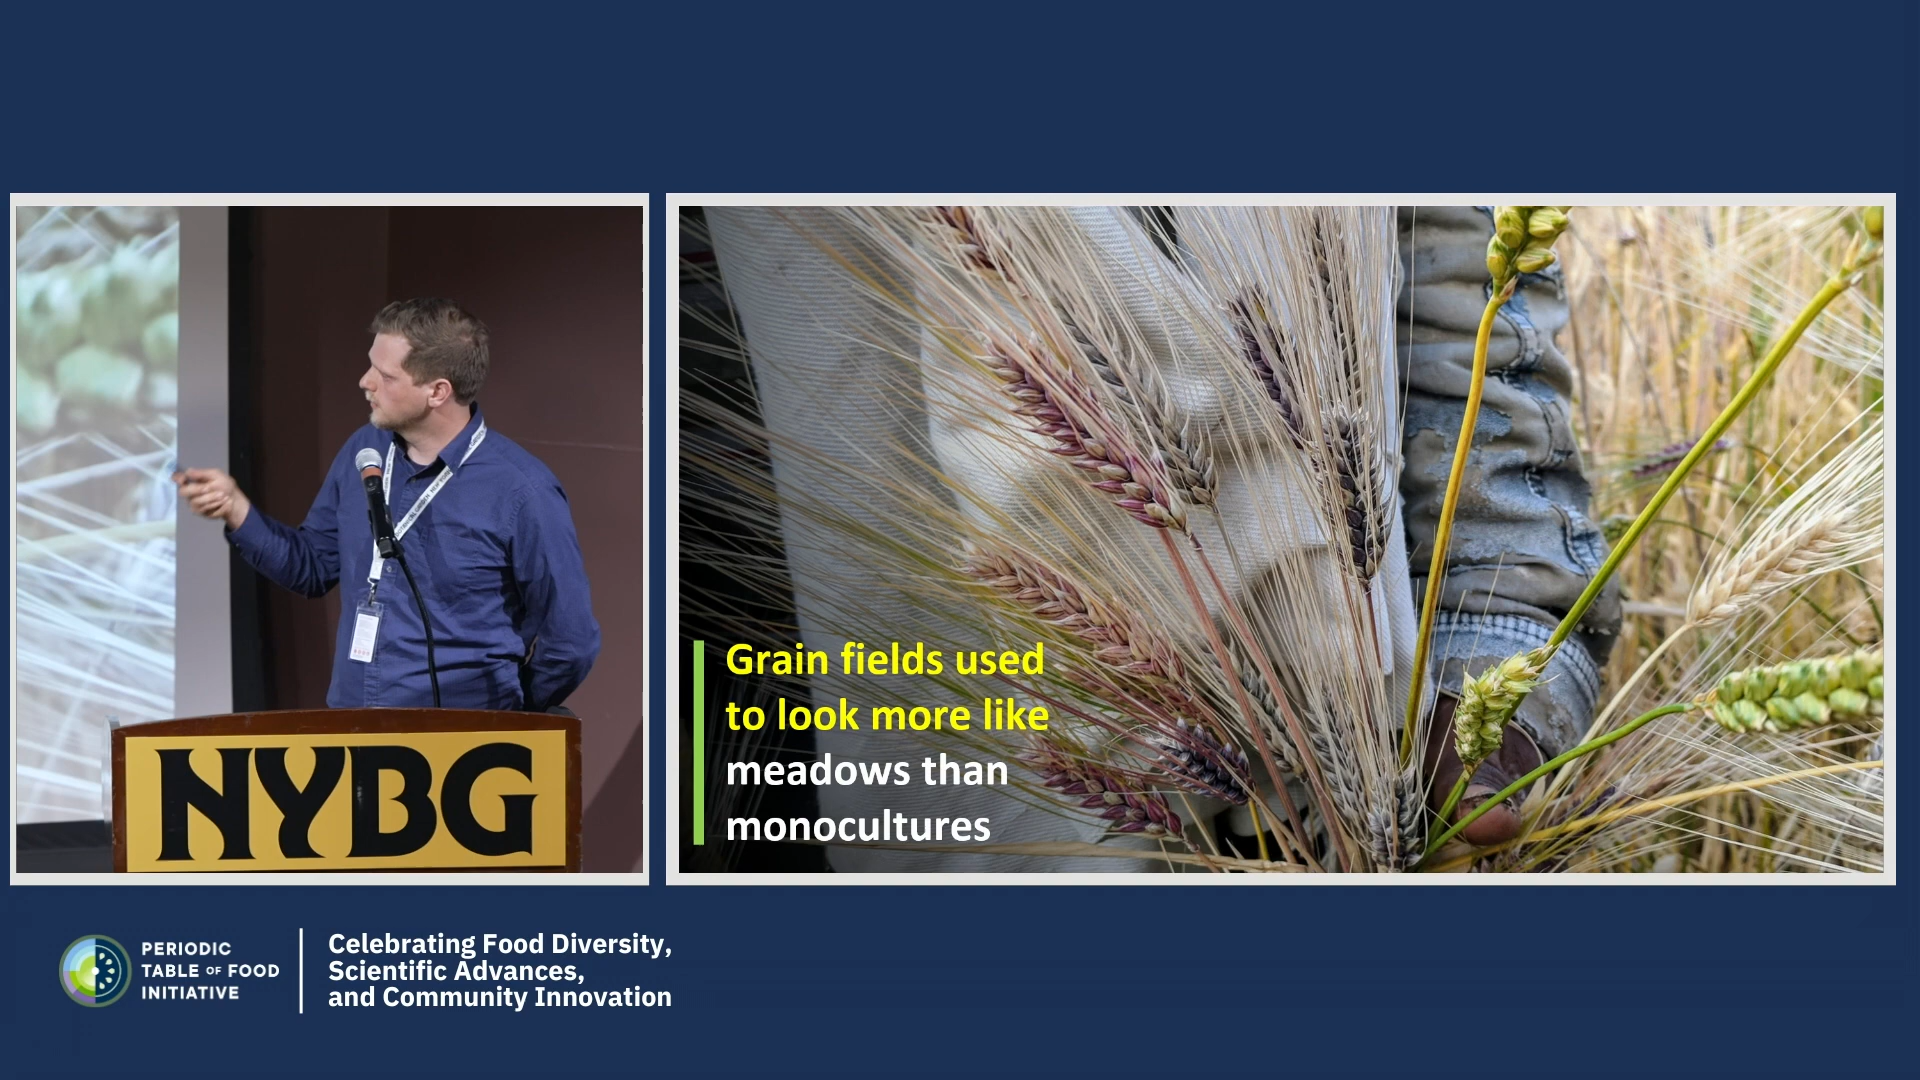 Grain fields used
to look more like
meadows than
monocultures
NYBG
PERIODIC
TABLE OF FOOD
INITIATIVE
Celebrating Food Diversity,
Scientific Advances,
and Community Innovation